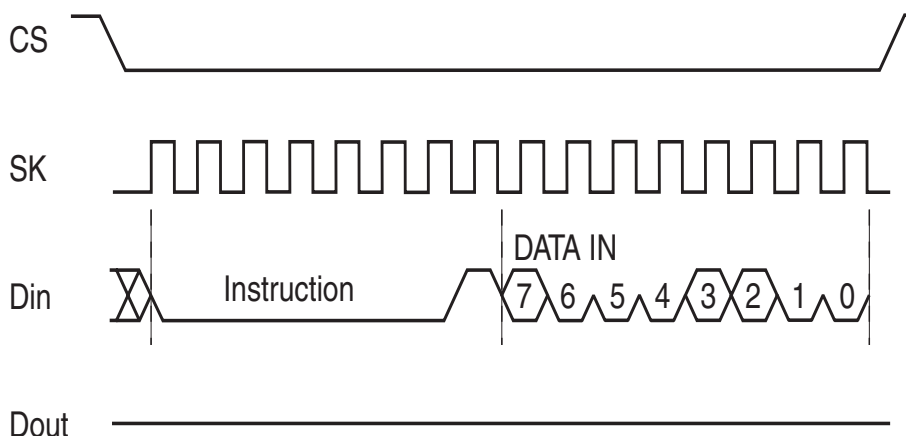 CS
SK
DATA IN
Din Instruction 7 6 5 4 3 2 1 0
Dout